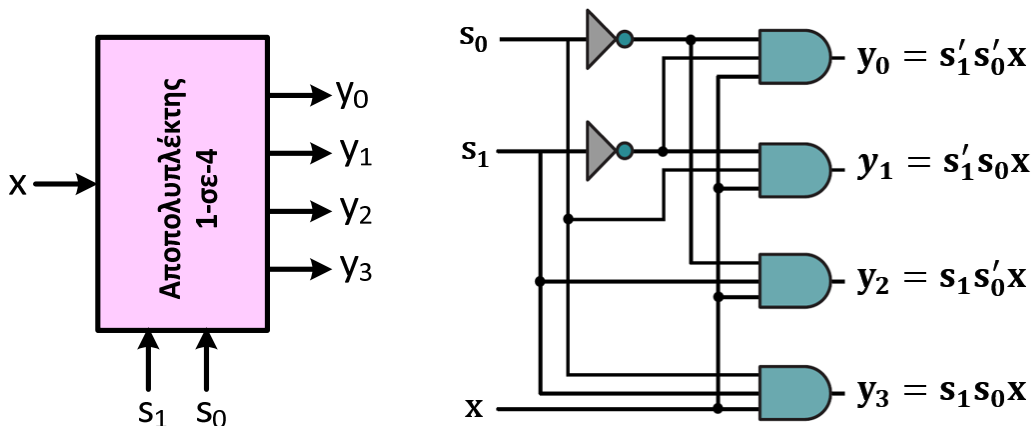 x
Αποπολυπλέκτης
1-σε-4
y0
y1
y2
y3
s1 s0
s0
s1
x
y0 = s1′s0′x
y1 = s1′s0x
y2 = s1s0′x
y3 = s1s0x